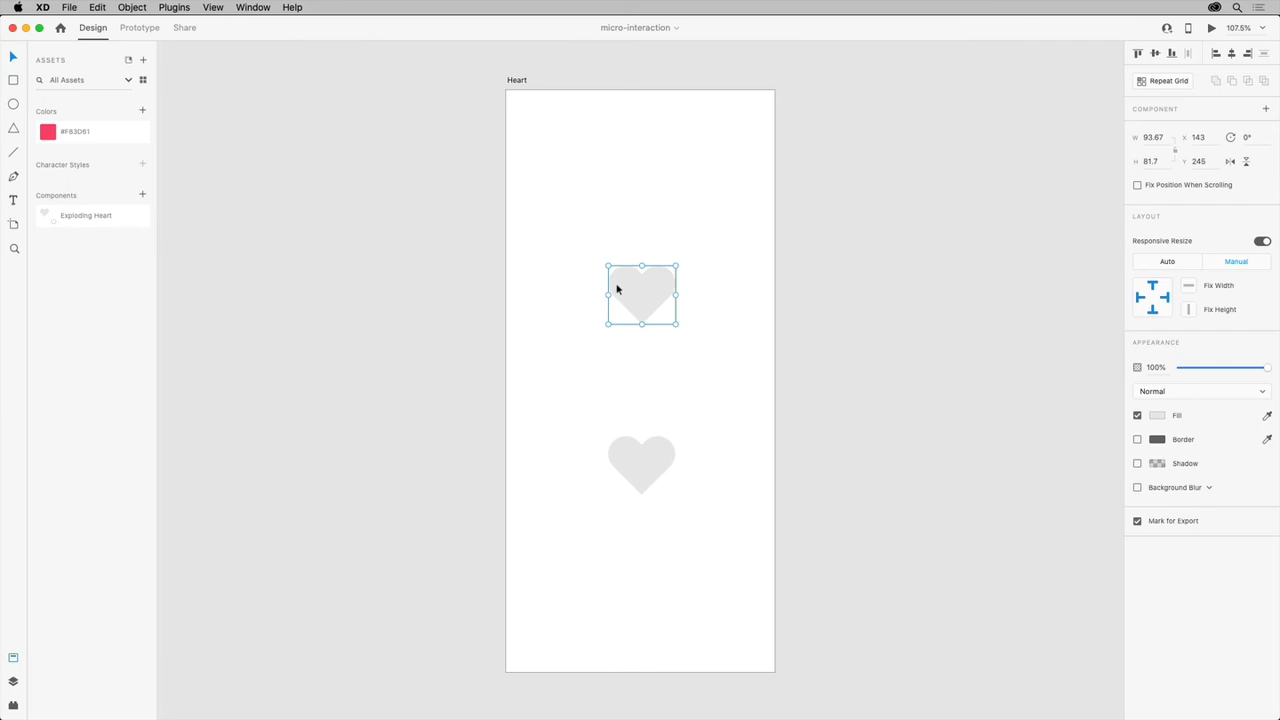 XD File Edit Object Plugins View Window Help
Design Prototype Share micro-interaction 107.5%
ASSETS
All Assets
Colors
#F83D61
Character Styles
Components
Exploding Heart
Heart
Repeat Grid
COMPONENT
W 93.67 X 143 0°
H 81.7 Y 245
Fix Position When Scrolling
LAYOUT
Responsive Resize
Auto Manual
Fix Width
Fix Height
APPEARANCE
100%
Normal
Fill
Border
Shadow
Background Blur
Mark for Export